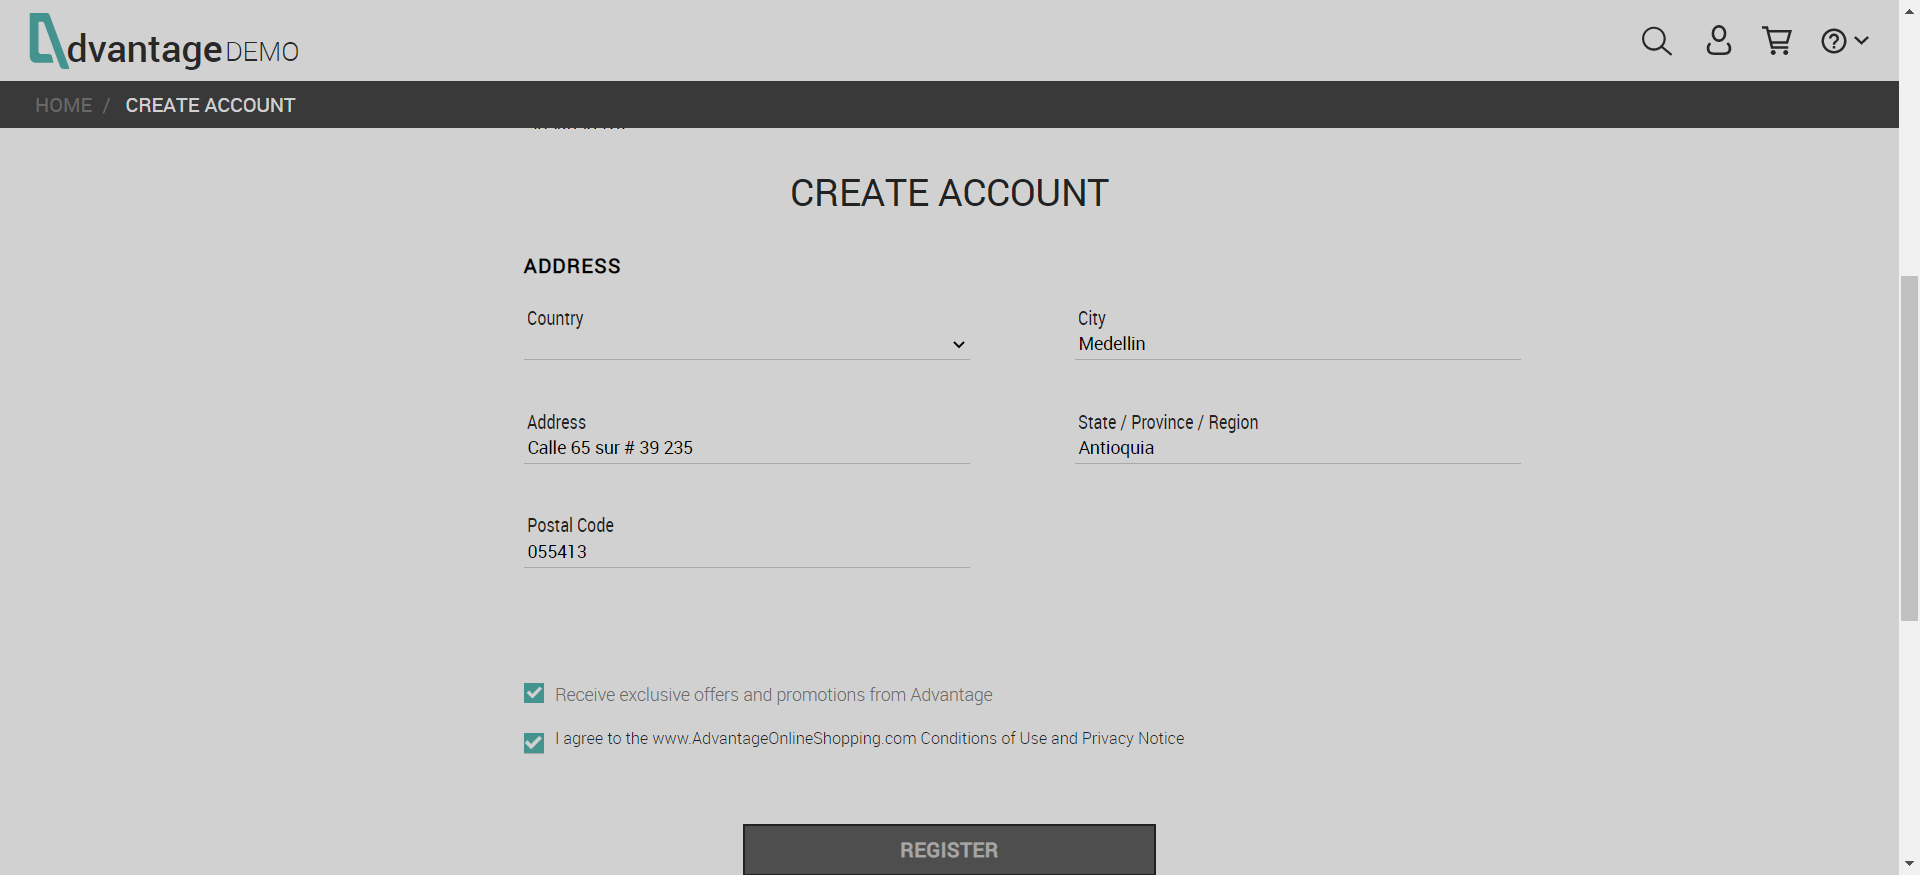 dvantage DEMO
HOME / CREATE ACCOUNT
CREATE ACCOUNT
ADDRESS
Country
City
Medellin
Address
Calle 65 sur # 39 235
State / Province / Region
Antioquia
Postal Code
055413
Receive exclusive offers and promotions from Advantage
I agree to the www.AdvantageOnlineShopping.com Conditions of Use and Privacy Notice
REGISTER